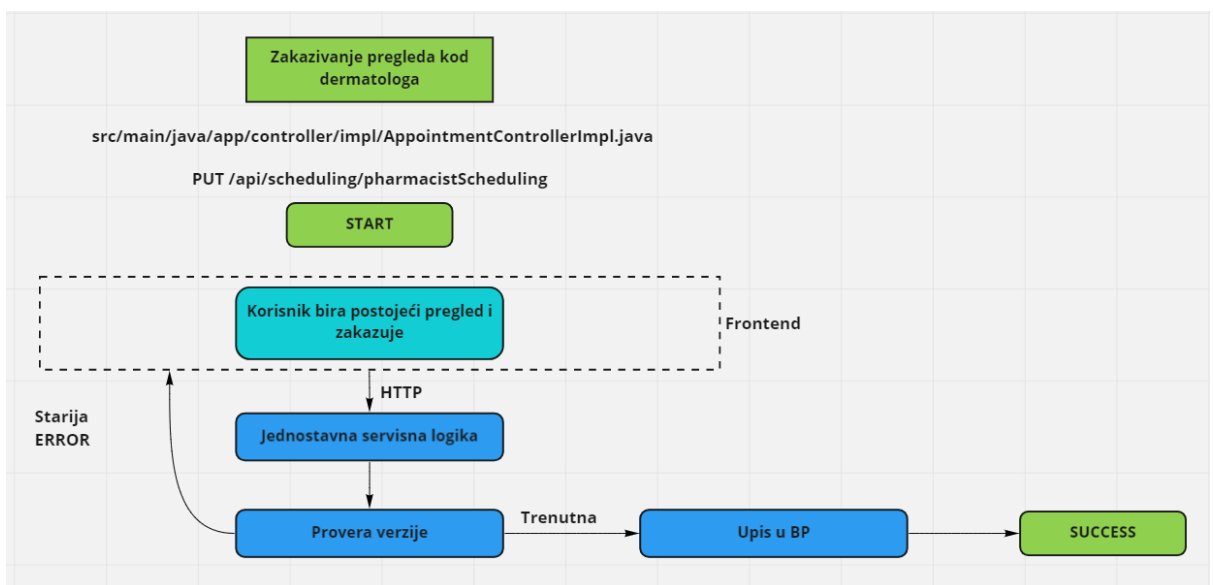 Zakazivanje pregleda kod
dermatologa
src/main/java/app/controller/impl/AppointmentControllerImpl.java
PUT /api/scheduling/pharmacistScheduling
START
Korisnik bira postojeći pregled i
zakazuje
Frontend
HTTP
Starija
ERROR
Jednostavna servisna logika
Provera verzije
Trenutna
Upis u BP
SUCCESS